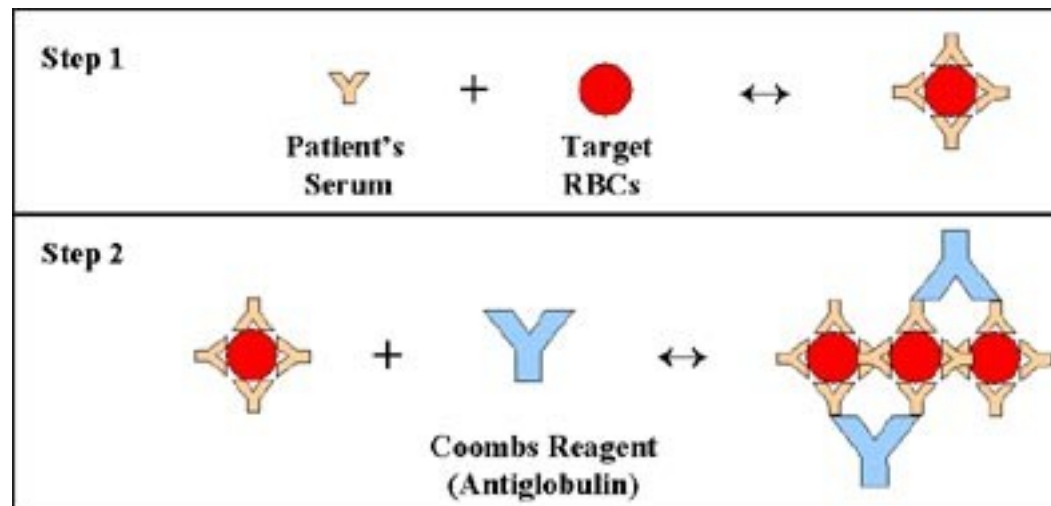 Step 1
+
↔
Patient's
Serum
Target
RBCs
Step 2
+
↔
Coombs Reagent
(Antiglobulin)